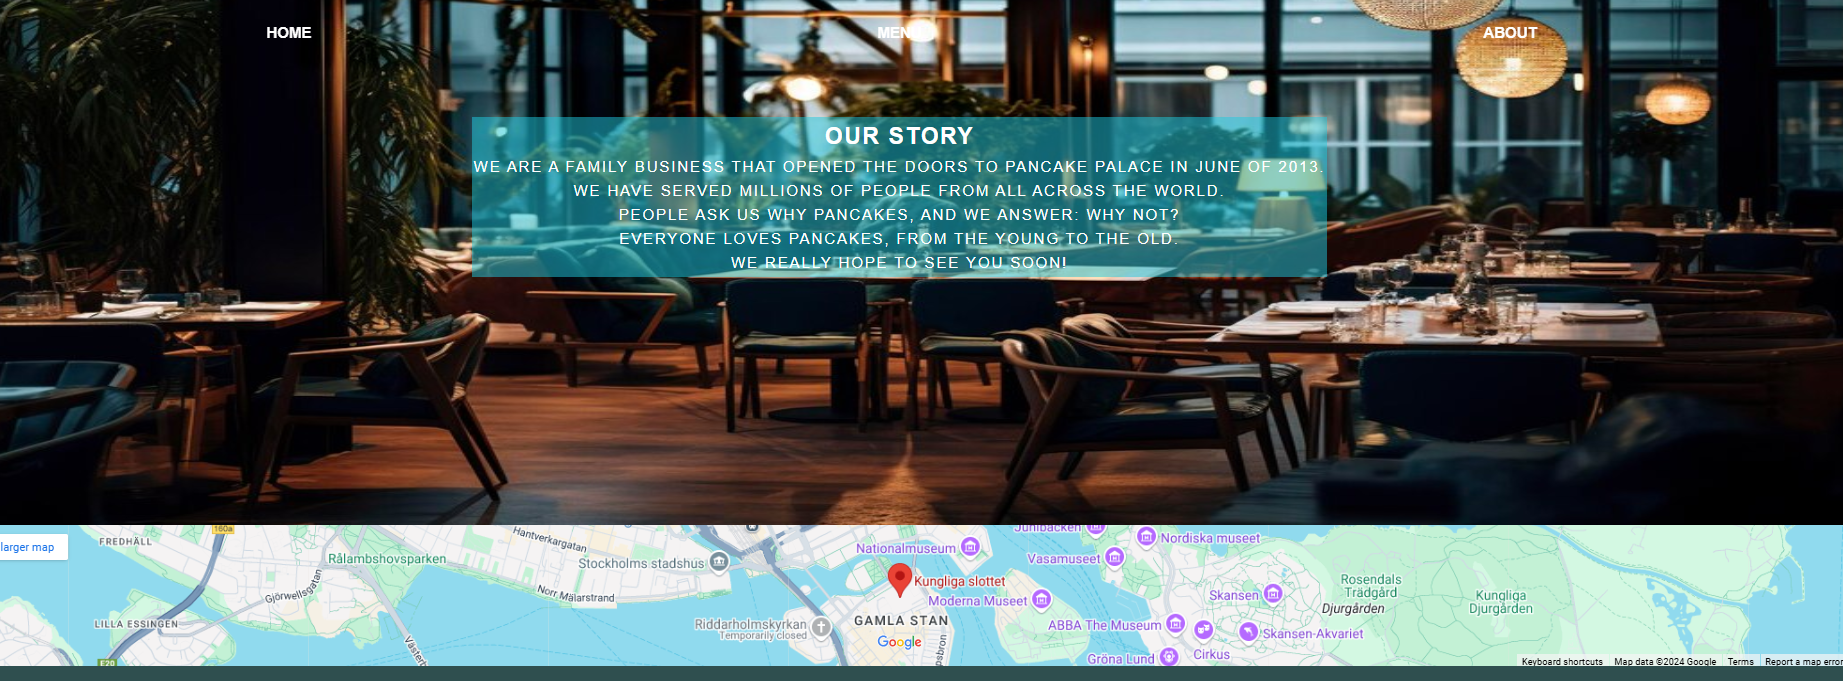 HOME MENU ABOUT
OUR STORY
WE ARE A FAMILY BUSINESS THAT OPENED THE DOORS TO PANCAKE PALACE IN JUNE OF 2013.
WE HAVE SERVED MILLIONS OF PEOPLE FROM ALL ACROSS THE WORLD.
PEOPLE ASK US WHY PANCAKES, AND WE ANSWER: WHY NOT?
EVERYONE LOVES PANCAKES, FROM THE YOUNG TO THE OLD.
WE REALLY HOPE TO SEE YOU SOON!
160a
Junibacken
Hantverkargatan
FREDHÄLL
larger map
Nordiska museet
Nationalmuseum
Rålambshovsparken
Vasamuseet
Stockholms stadshus
Kungliga slottet
Rosendals
Trädgård
Norr Mälarstrand
Gjörwellsgatan
Skansen
Kungliga
Djurgården
Moderna Museet
Djurgården
GAMLA STAN
LILLA ESSINGEN
Riddarholmskyrkan
Temporarily closed
ABBA The Museum
Skansen-Akvariet
Google
Cirkus
Gröna Lund
E20
Keyboard shortcuts Map data ©2024 Google Terms Report a map error